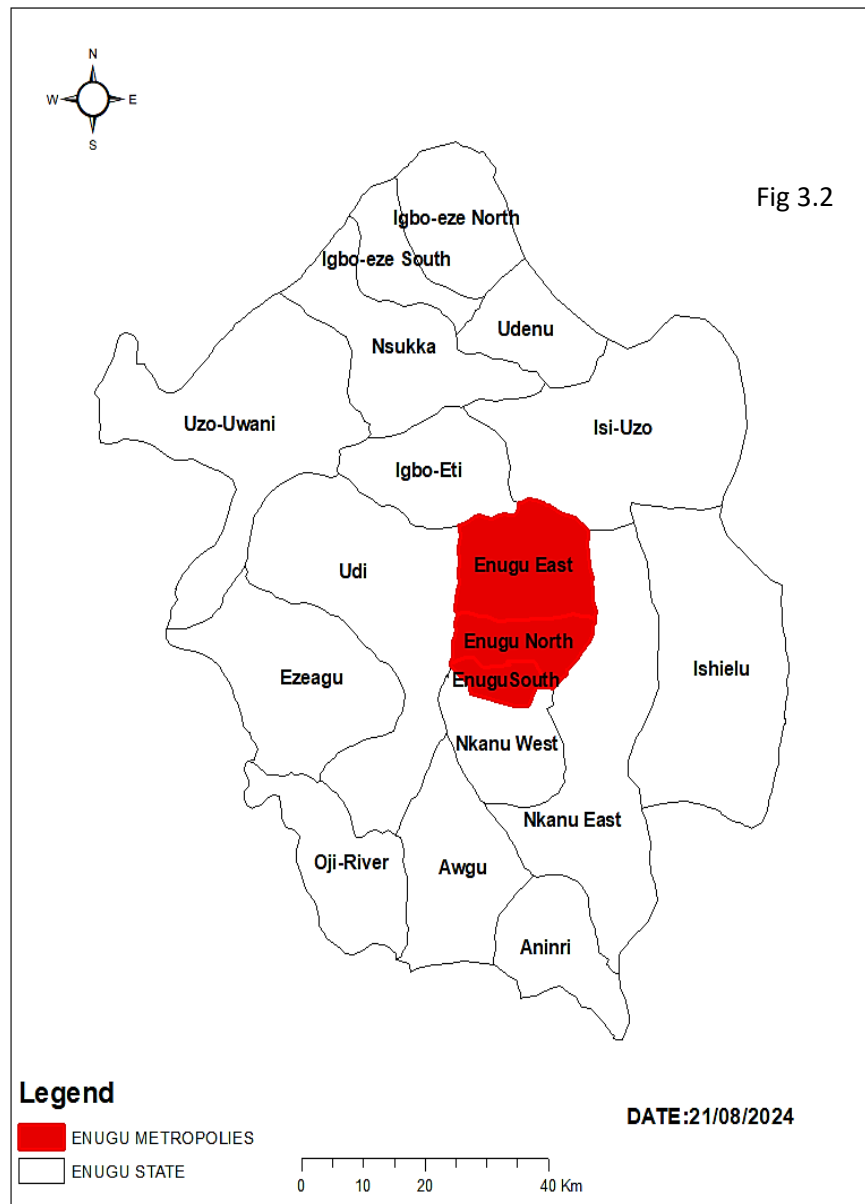 N
W E
S
Fig 3.2
Igbo-eze North
Igbo-eze South
Udenu
Nsukka
Uzo-Uwani
Isi-Uzo
Igbo-Eti
Enugu East
Udi
Enugu North
Ezeagu
Ishielu
EnuguSouth
Nkanu West
Nkanu East
Oji-River
Awgu
Aninri
Legend
DATE:21/08/2024
ENUGU METROPOLIES
ENUGU STATE
0 10 20 40 Km